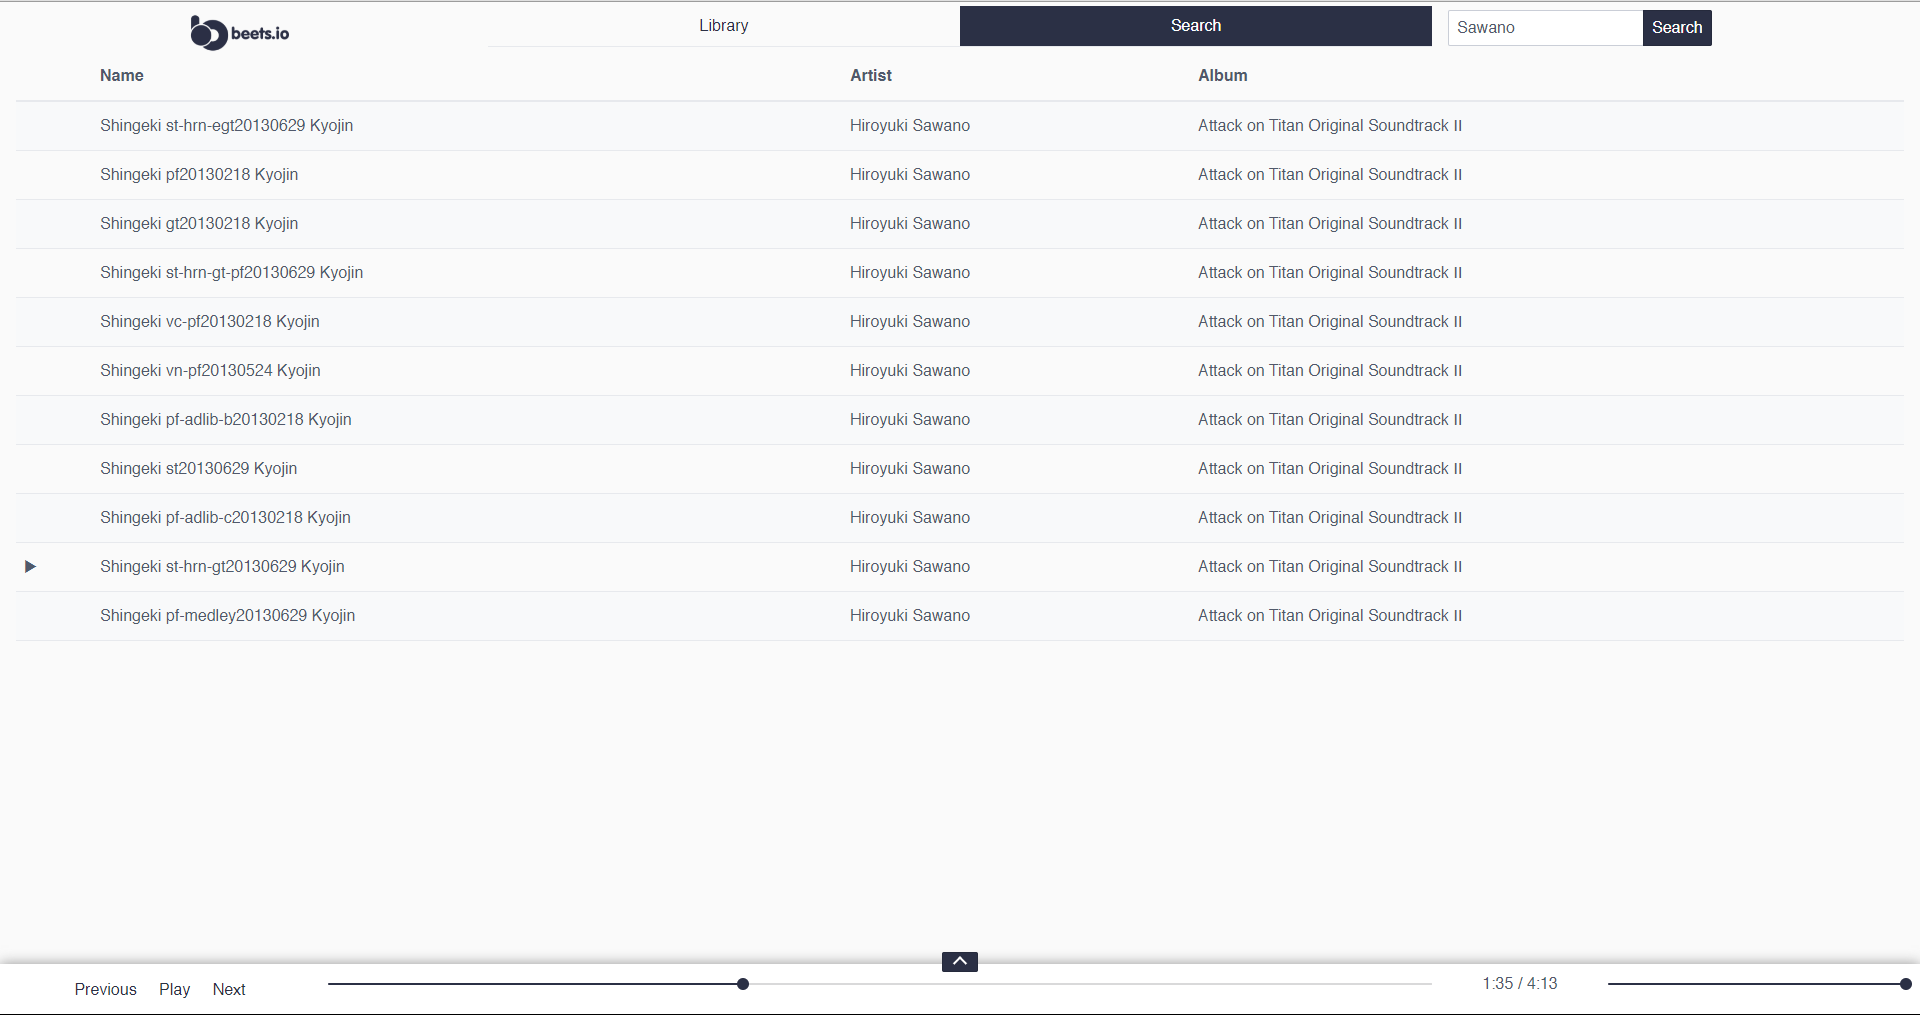 beets.io Library Search Sawano Search
Name Artist Album
Shingeki st-hrn-egt20130629 Kyojin Hiroyuki Sawano Attack on Titan Original Soundtrack II
Shingeki pf20130218 Kyojin Hiroyuki Sawano Attack on Titan Original Soundtrack II
Shingeki gt20130218 Kyojin Hiroyuki Sawano Attack on Titan Original Soundtrack II
Shingeki st-hrn-gt-pf20130629 Kyojin Hiroyuki Sawano Attack on Titan Original Soundtrack II
Shingeki vc-pf20130218 Kyojin Hiroyuki Sawano Attack on Titan Original Soundtrack II
Shingeki vn-pf20130524 Kyojin Hiroyuki Sawano Attack on Titan Original Soundtrack II
Shingeki pf-adlib-b20130218 Kyojin Hiroyuki Sawano Attack on Titan Original Soundtrack II
Shingeki st20130629 Kyojin Hiroyuki Sawano Attack on Titan Original Soundtrack II
Shingeki pf-adlib-c20130218 Kyojin Hiroyuki Sawano Attack on Titan Original Soundtrack II
Shingeki st-hrn-gt20130629 Kyojin Hiroyuki Sawano Attack on Titan Original Soundtrack II
Shingeki pf-medley20130629 Kyojin Hiroyuki Sawano Attack on Titan Original Soundtrack II
Previous Play Next 1:35 / 4:13